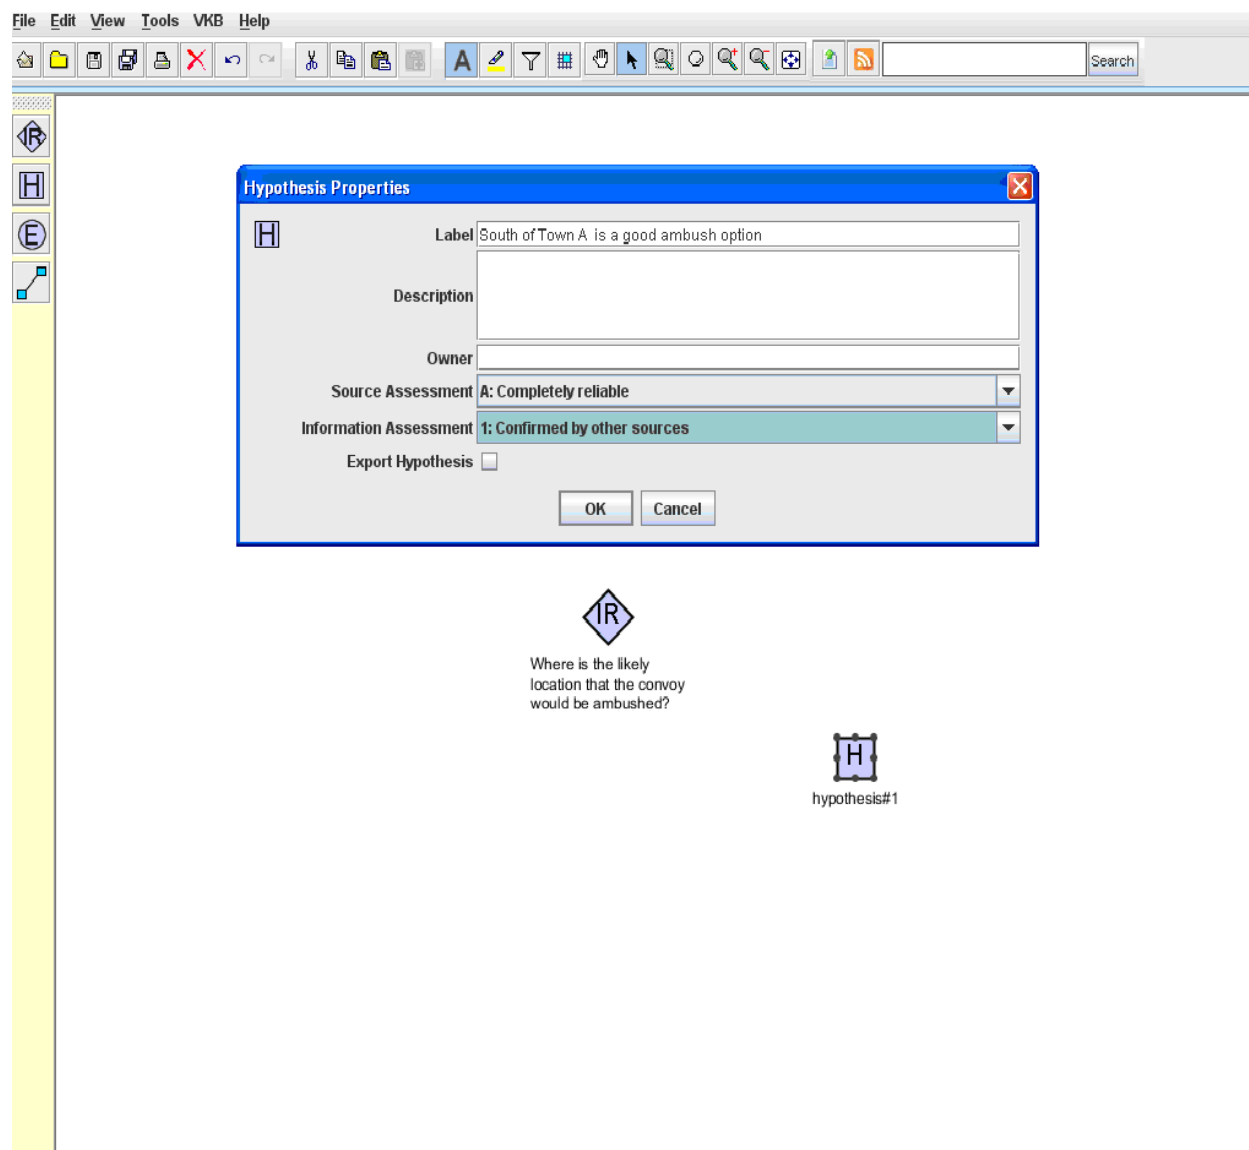 File Edit View Tools VKB Help
A Search
IR
H
E
Hypothesis Properties
H Label South of Town A is a good ambush option
Description
Owner
Source Assessment A: Completely reliable
Information Assessment 1: Confirmed by other sources
Export Hypothesis
OK Cancel
IR
Where is the likely
location that the convoy
would be ambushed?
H
hypothesis#1